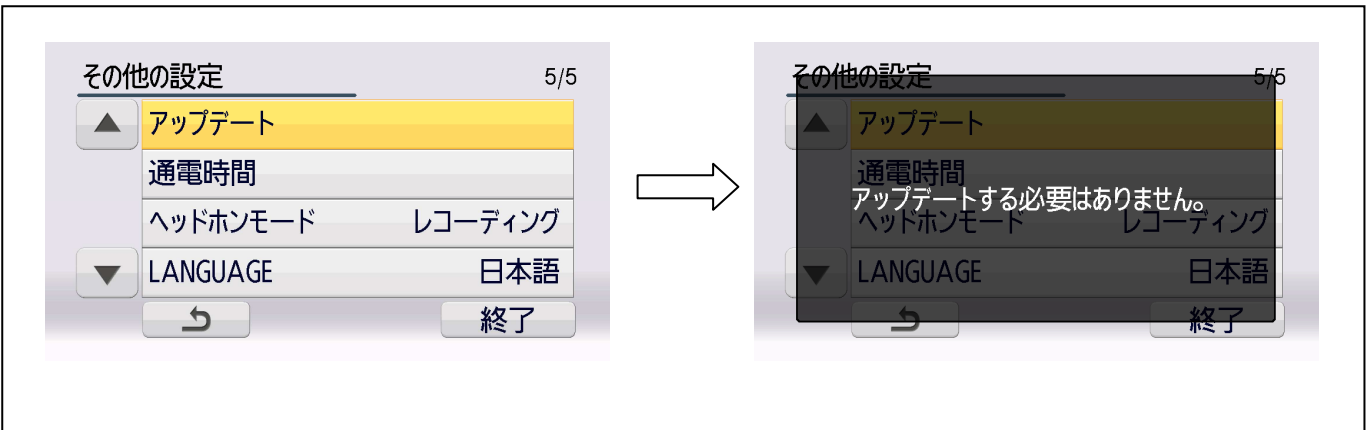 その他の設定 5/5
アップデート
通電時間
ヘッドホンモード レコーディング
LANGUAGE 日本語
終了
その他の設定 5/5
アップデート
通電時間
アップデートする必要はありません。
ヘッドホンモード レコーディング
LANGUAGE 日本語
終了